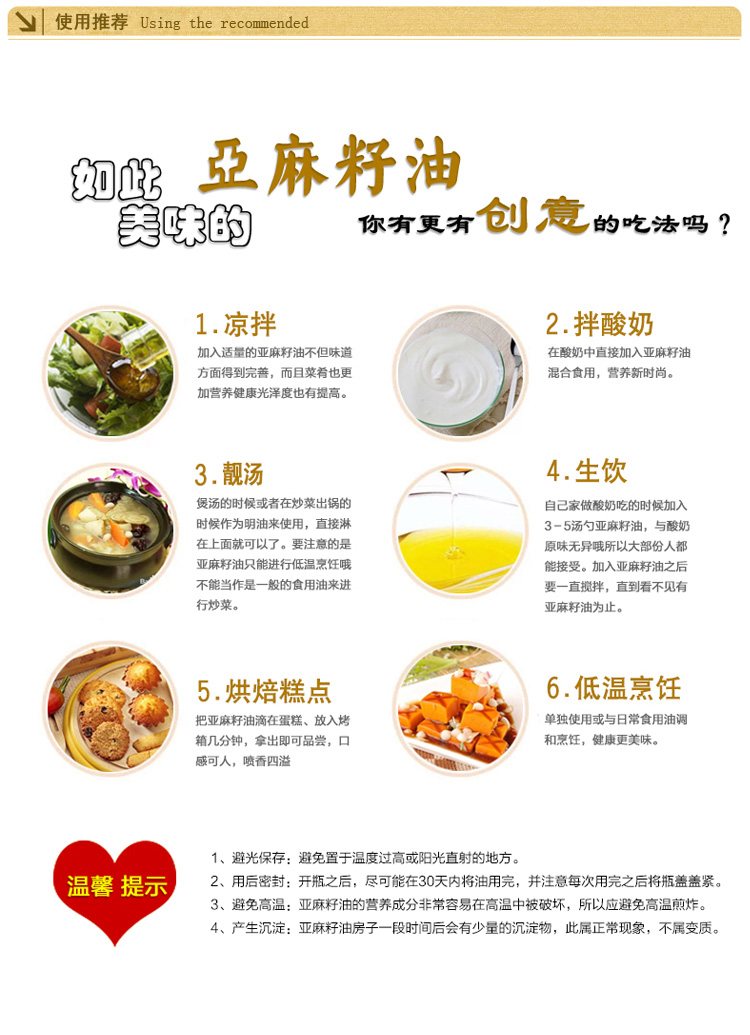 使用推荐 Using the recommended
如此
美味的
亞麻籽油
你有更有创意的吃法吗？
1.凉拌
加入适量的亚麻籽油不但味道
方面得到完善，而且菜肴也更
加营养健康光泽度也有提高。
2.拌酸奶
在酸奶中直接加入亚麻籽油
混合食用，营养新时尚。
3.靓汤
煲汤的时候或者在炒菜出锅的
时候作为明油来使用，直接淋
在上面就可以了。要注意的是
亚麻籽油只能进行低温烹饪哦
不能当作是一般的食用油来进
行炒菜。
4.生饮
自己家做酸奶吃的时候加入
3－5汤勺亚麻籽油，与酸奶
原味无异哦所以大部份人都
能接受。加入亚麻籽油之后
要一直搅拌，直到看不见有
亚麻籽油为止。
5.烘焙糕点
把亚麻籽油滴在蛋糕、放入烤
箱几分钟，拿出即可品尝，口
感可人，喷香四溢
6.低温烹饪
单独使用或与日常食用油调
和烹饪，健康更美味。
温馨 提示
1、避光保存：避免置于温度过高或阳光直射的地方。
2、用后密封：开瓶之后，尽可能在30天内将油用完，并注意每次用完之后将瓶盖盖紧。
3、避免高温：亚麻籽油的营养成分非常容易在高温中被破坏，所以应避免高温煎炸。
4、产生沉淀：亚麻籽油房子一段时间后会有少量的沉淀物，此属正常现象，不属变质。